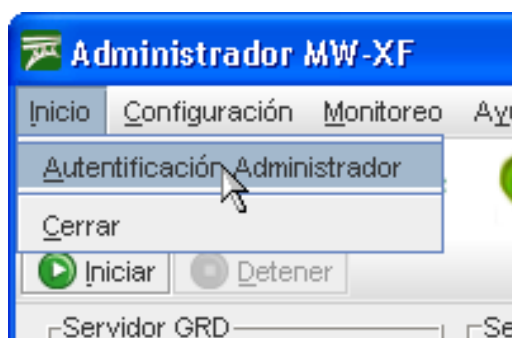 Administrador MW-XF
Inicio Configuración Monitoreo
Autentificación Administrador
Cerrar
Iniciar Detener
Servidor GRD